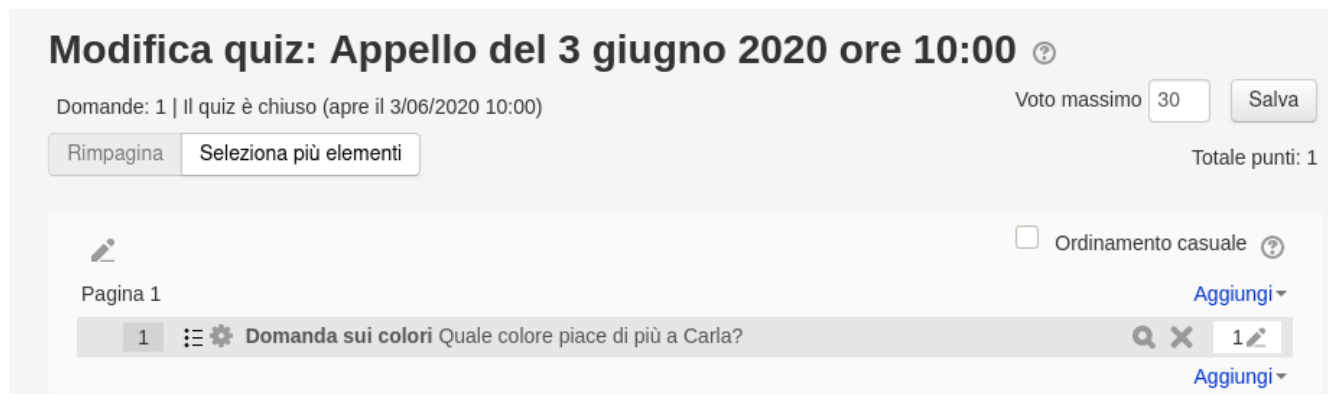 Modifica quiz: Appello del 3 giugno 2020 ore 10:00
Domande: 1 | Il quiz è chiuso (apre il 3/06/2020 10:00)
Voto massimo 30 Salva
Rimpagina Seleziona più elementi
Totale punti: 1
Ordinamento casuale
Pagina 1
Aggiungi
1 Domanda sui colori Quale colore piace di più a Carla? 1
Aggiungi